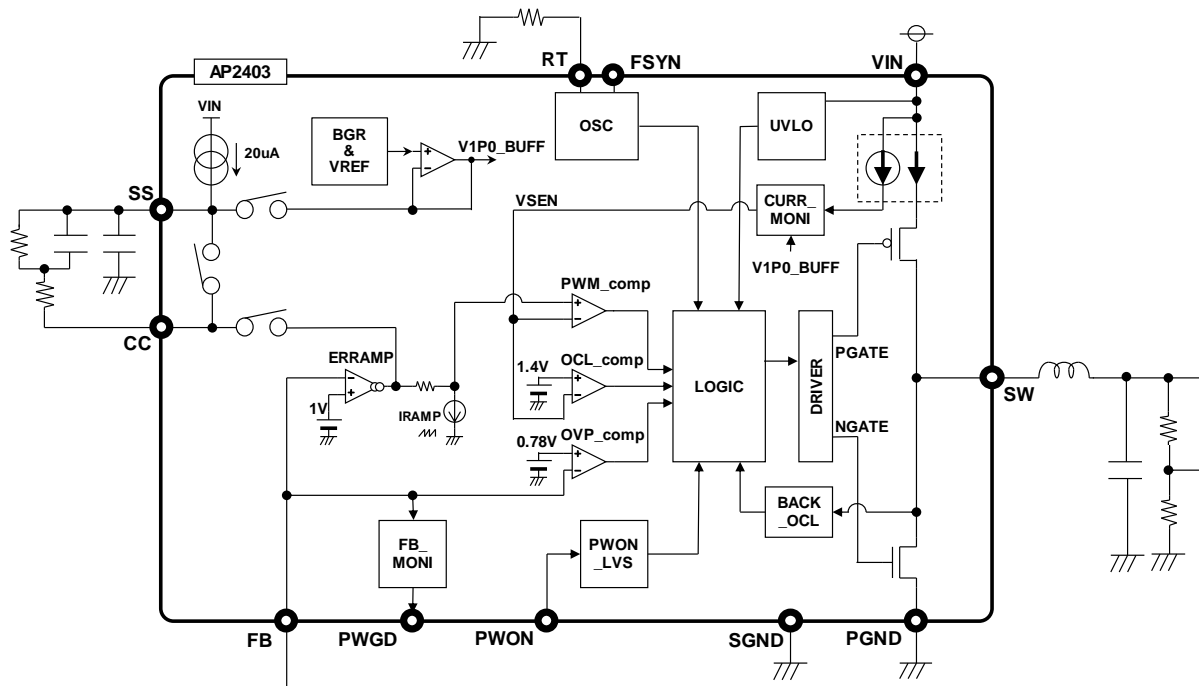 RT
FSYN
VIN
AP2403
VIN
20uA
BGR
&
VREF
V1P0_BUFF
OSC
UVLO
SS
VSEN
CURR_
MONI
V1P0_BUFF
PWM_comp
CC
ERRAMP
1V
IRAMP
1.4V
OCL_comp
0.78V
OVP_comp
LOGIC
DRIVER
PGATE
NGATE
SW
BACK
_OCL
FB_
MONI
PWON
_LVS
FB
PWGD
PWON
SGND
PGND